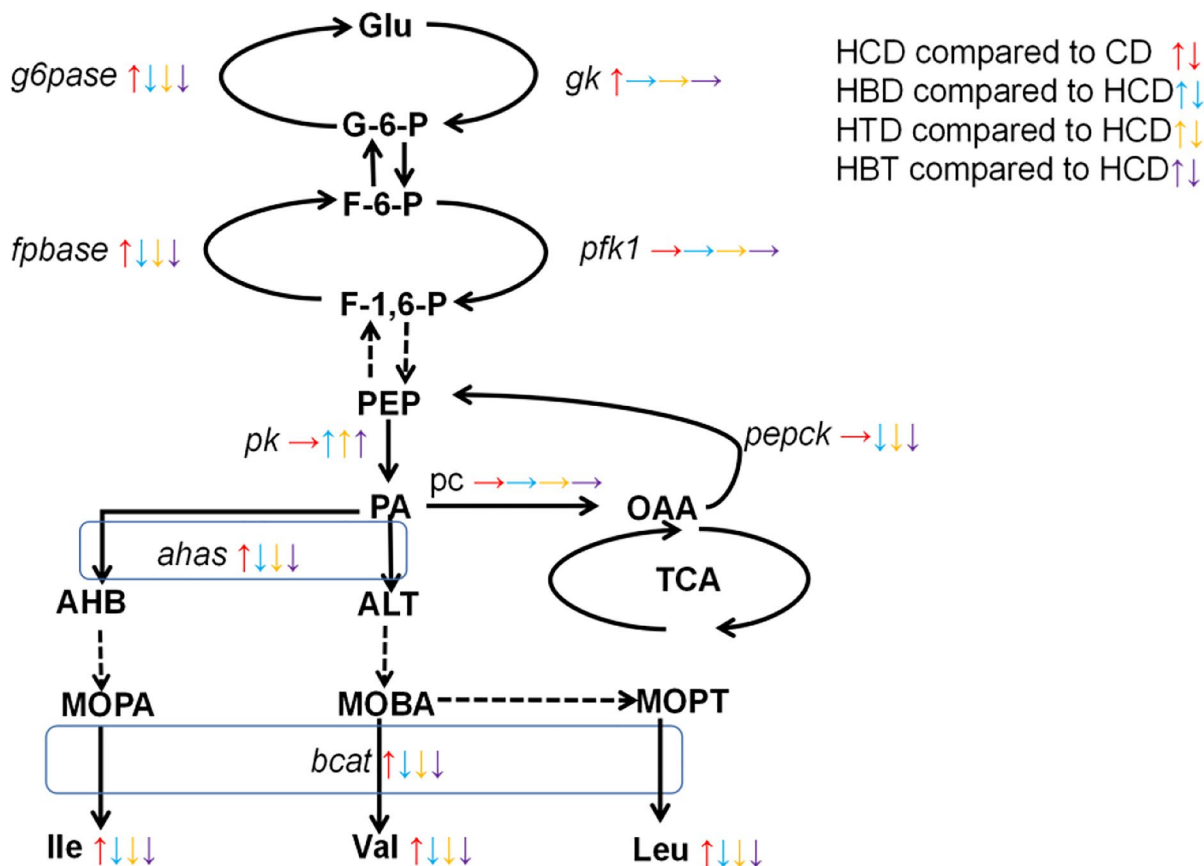 Glu
g6pase ↑↓↓↓
gk ↑→→→
G-6-P
F-6-P
fpbase ↑↓↓↓
pfk1 →→→→
F-1,6-P
PEP
pk →↑↑↑
pepck →↓↓↓
pc →→→→
PA
OAA
ahas ↑↓↓↓
TCA
AHB
ALT
MOPA
MOBA
MOPT
bcat ↑↓↓↓
Ile ↑↓↓↓
Val ↑↓↓↓
Leu ↑↓↓↓
HCD compared to CD ↑↓
HBD compared to HCD↑↓
HTD compared to HCD↑↓
HBT compared to HCD↑↓